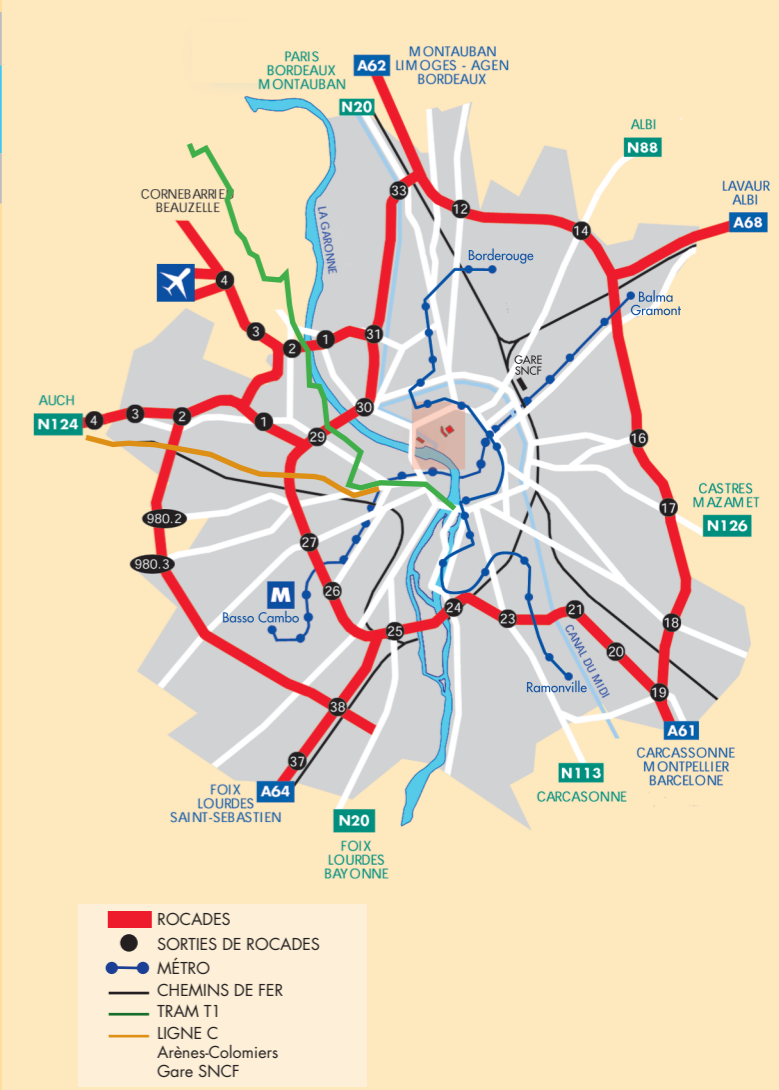 PARIS
BORDEAUX
MONTAUBAN
N20
A62
MONTAUBAN
LIMOGES - AGEN
BORDEAUX
ALBI
N88
LAVAUR
ALBI
A68
CORNEBARRIEU
BEAUZELLE
LA GARONNE
33
12
14
Borderouge
Balma
Gramont
4
3
2
1
31
GARE
SNCF
AUCH
N124
4
3
2
1
29
30
16
17
CASTRES
MAZAMET
N126
980.2
980.3
27
26
M
Basso Cambo
25
24
23
21
20
18
19
CANAL DU MIDI
Ramonville
38
37
A61
CARCASSONNE
MONTPELLIER
BARCELONE
N113
CARCASONNE
FOIX
LOURDES
SAINT-SEBASTIEN
A64
N20
FOIX
LOURDES
BAYONNE
ROCADES
SORTIES DE ROCADES
MÉTRO
CHEMINS DE FER
TRAM T1
LIGNE C
Arènes-Colomiers
Gare SNCF